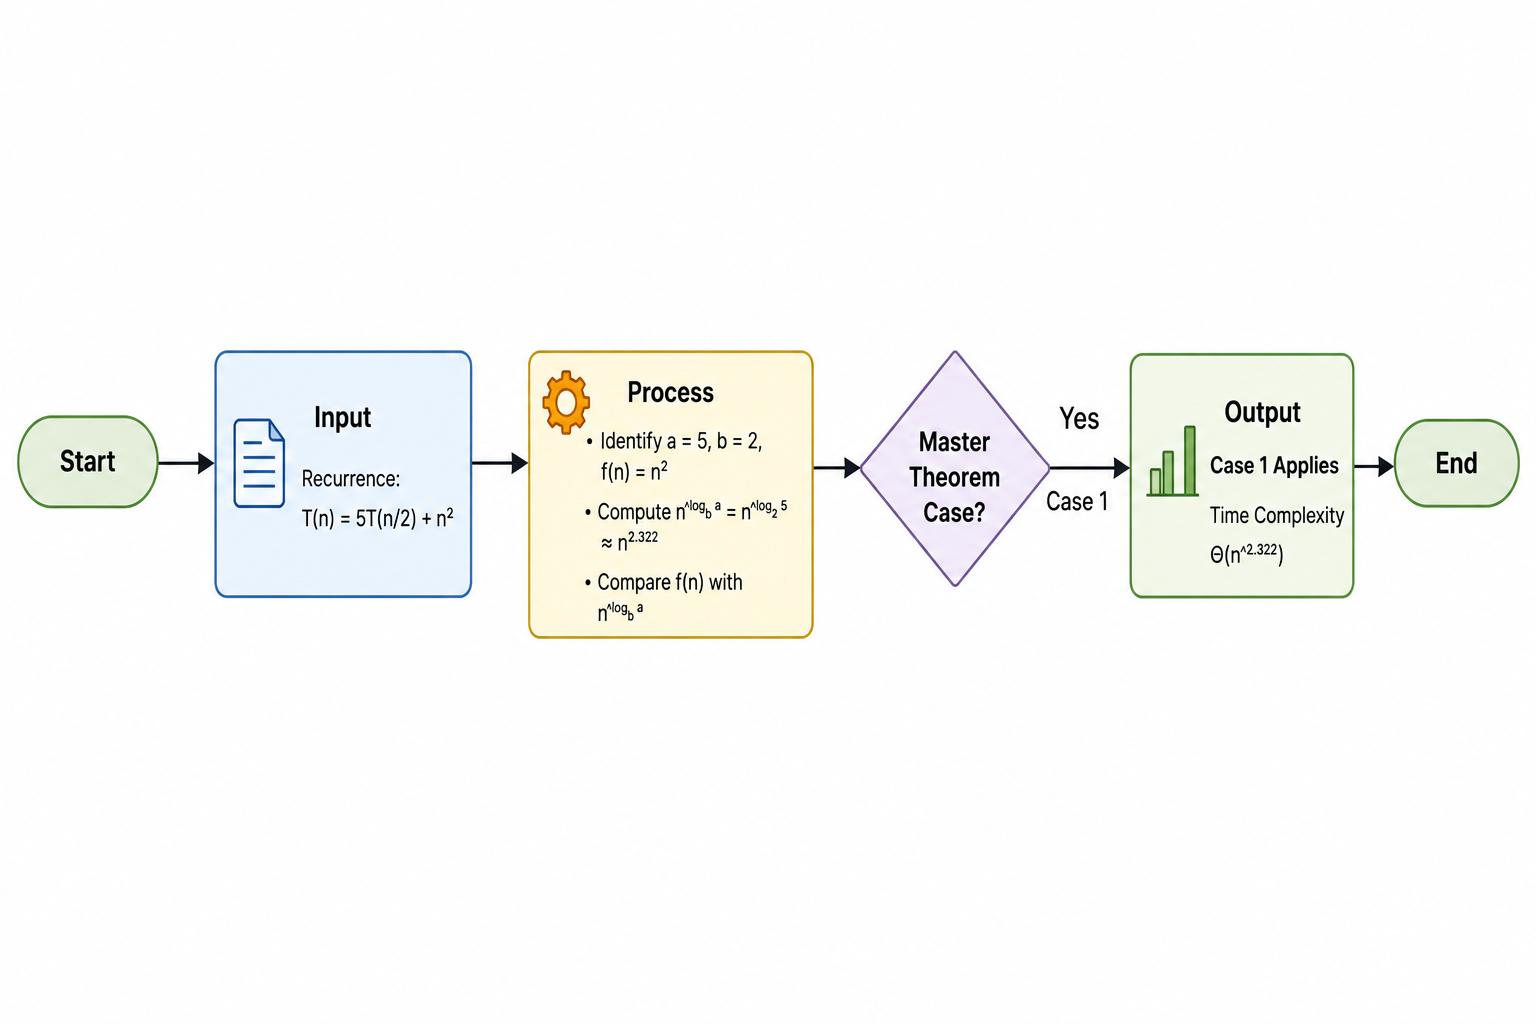 Start
Input
Recurrence:
T(n) = 5T(n/2) + n²
Process
• Identify a = 5, b = 2,
f(n) = n²
• Compute n^log_b a = n^log₂ 5
≈ n^2.322
• Compare f(n) with
n^log_b a
Master
Theorem
Case?
Yes
Case 1
Output
Case 1 Applies
Time Complexity
Θ(n^2.322)
End